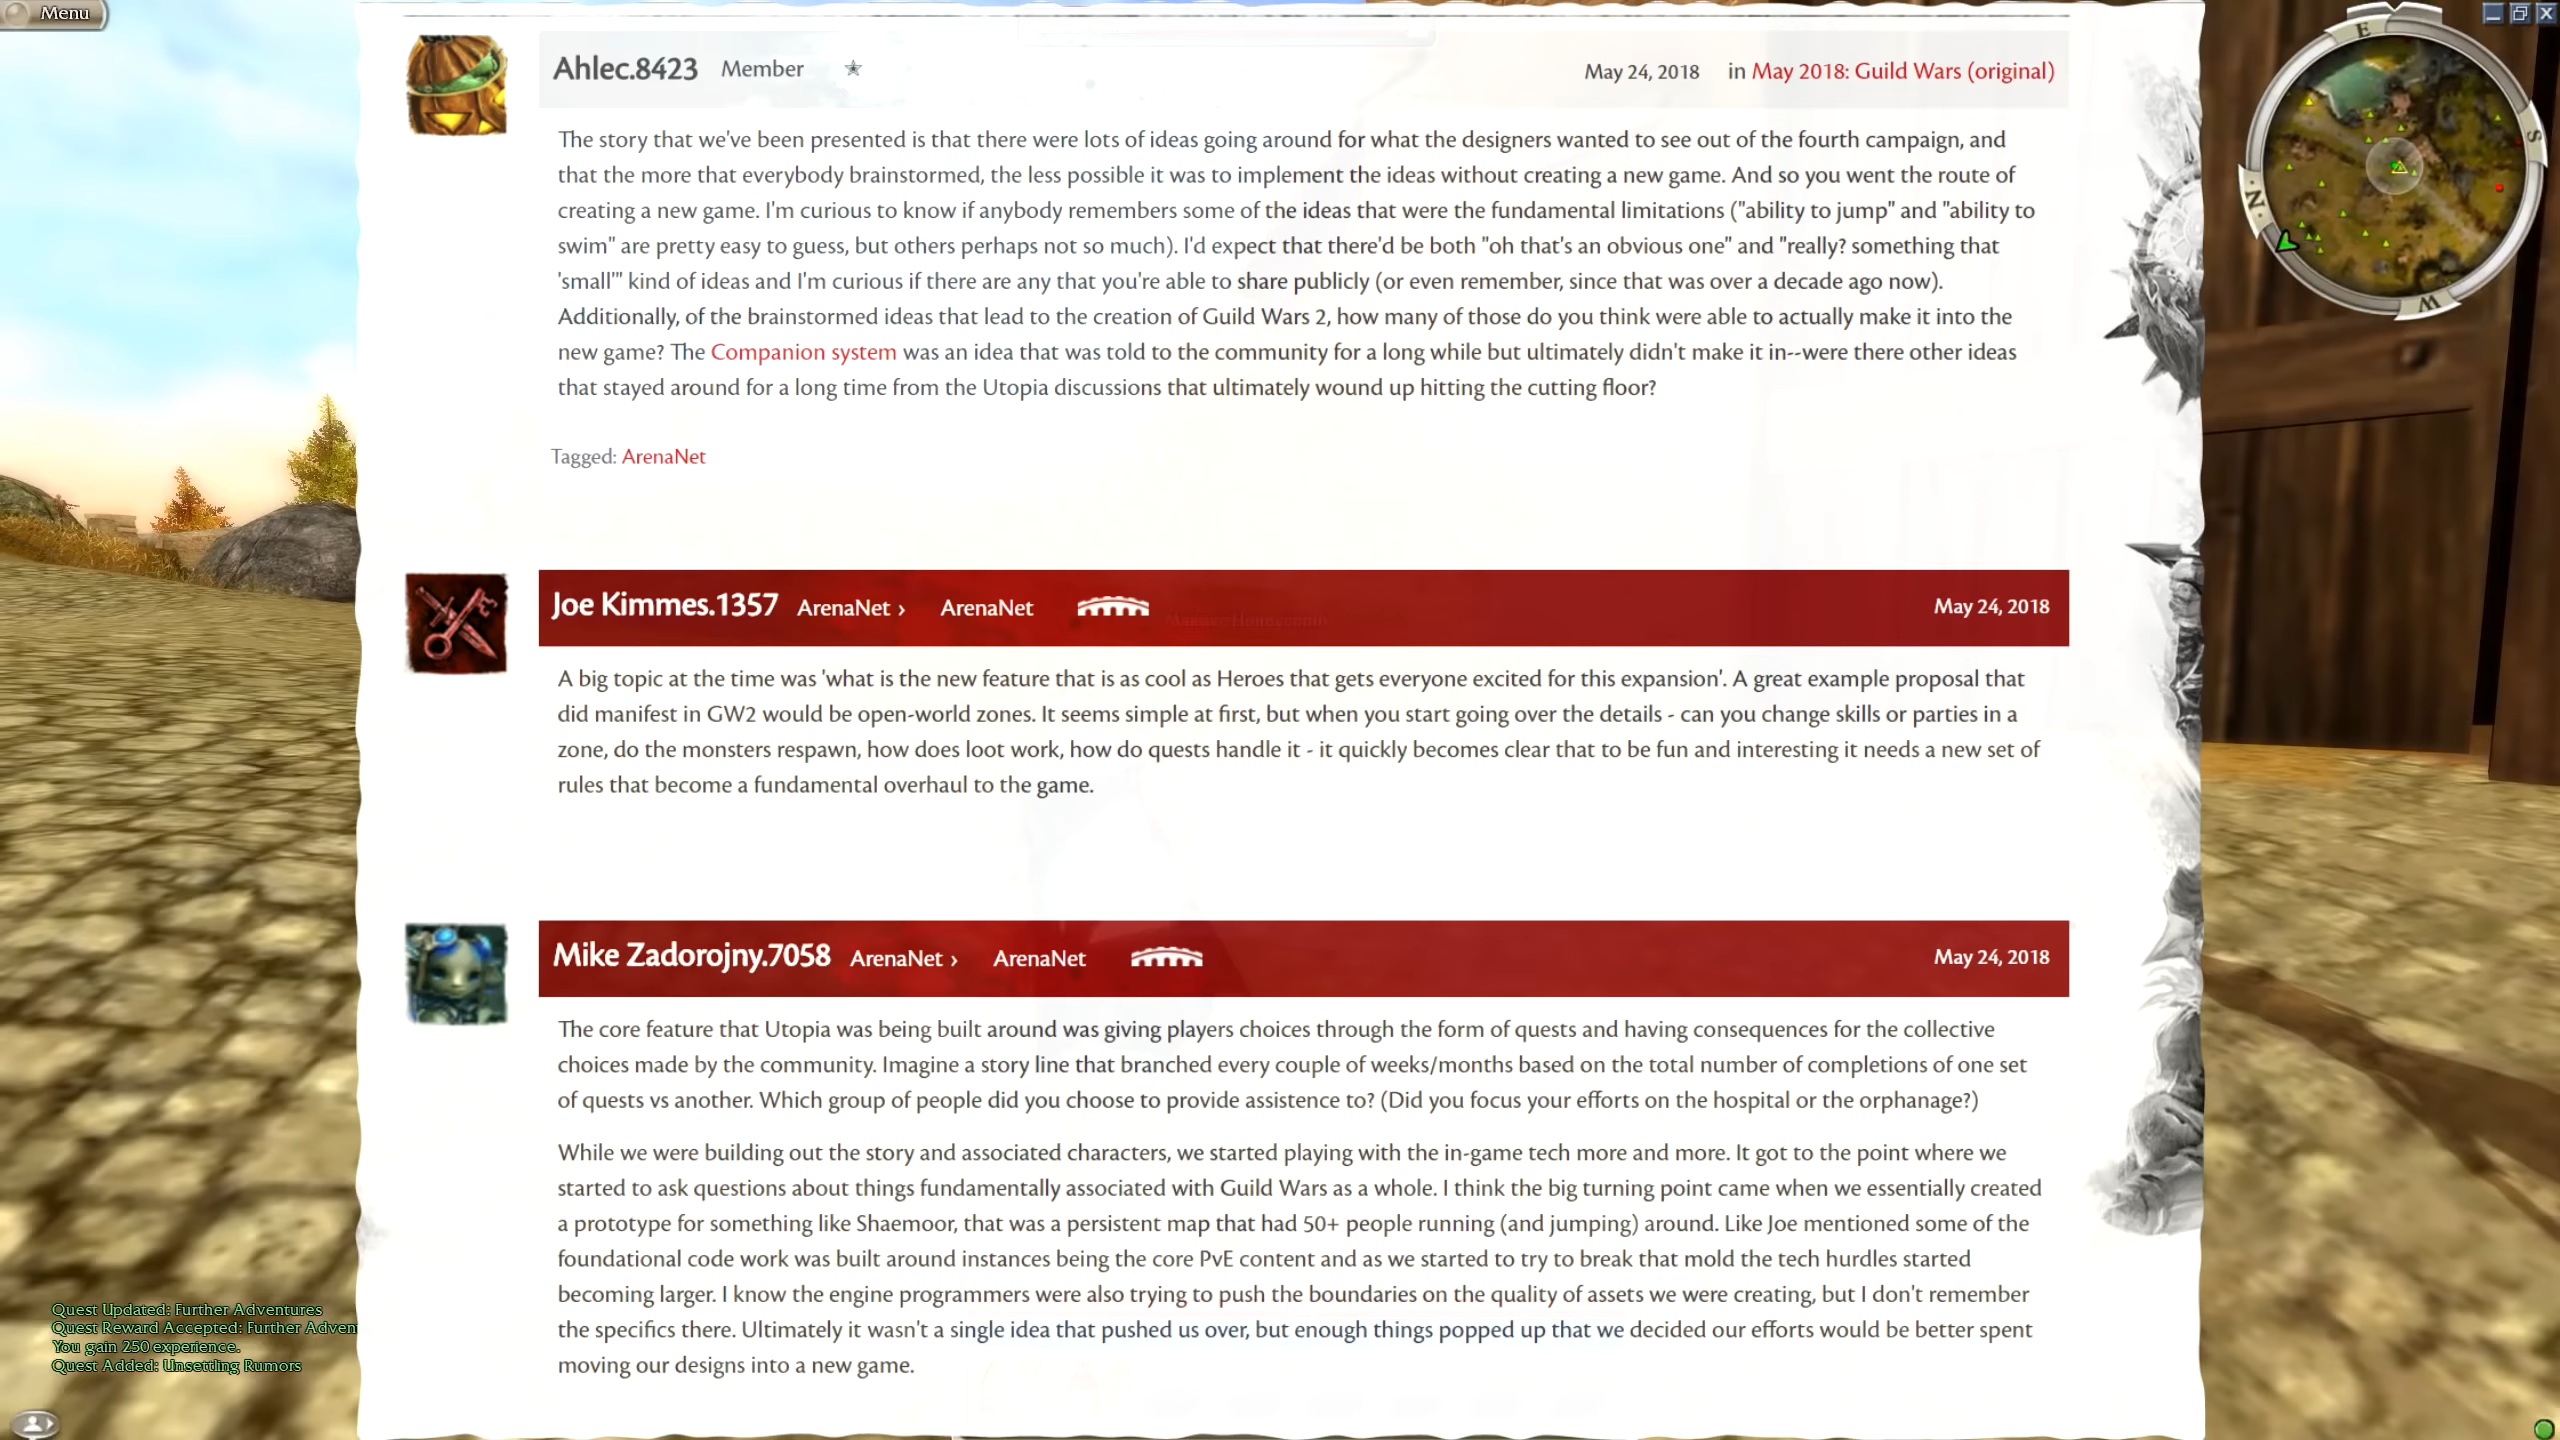 Menu
Ahlec.8423 Member May 24, 2018 in May 2018: Guild Wars (original)
The story that we've been presented is that there were lots of ideas going around for what the designers wanted to see out of the fourth campaign, and
that the more that everybody brainstormed, the less possible it was to implement the ideas without creating a new game. And so you went the route of
creating a new game. I'm curious to know if anybody remembers some of the ideas that were the fundamental limitations ("ability to jump" and "ability to
swim" are pretty easy to guess, but others perhaps not so much). I'd expect that there'd be both "oh that's an obvious one" and "really? something that
'small'" kind of ideas and I'm curious if there are any that you're able to share publicly (or even remember, since that was over a decade ago now).
Additionally, of the brainstormed ideas that lead to the creation of Guild Wars 2, how many of those do you think were able to actually make it into the
new game? The Companion system was an idea that was told to the community for a long while but ultimately didn't make it in--were there other ideas
that stayed around for a long time from the Utopia discussions that ultimately wound up hitting the cutting floor?
Tagged: ArenaNet
Joe Kimmes.1357 ArenaNet › ArenaNet May 24, 2018
A big topic at the time was 'what is the new feature that is as cool as Heroes that gets everyone excited for this expansion'. A great example proposal that
did manifest in GW2 would be open-world zones. It seems simple at first, but when you start going over the details - can you change skills or parties in a
zone, do the monsters respawn, how does loot work, how do quests handle it - it quickly becomes clear that to be fun and interesting it needs a new set of
rules that become a fundamental overhaul to the game.
Mike Zadorojny.7058 ArenaNet › ArenaNet May 24, 2018
The core feature that Utopia was being built around was giving players choices through the form of quests and having consequences for the collective
choices made by the community. Imagine a story line that branched every couple of weeks/months based on the total number of completions of one set
of quests vs another. Which group of people did you choose to provide assistence to? (Did you focus your efforts on the hospital or the orphanage?)
While we were building out the story and associated characters, we started playing with the in-game tech more and more. It got to the point where we
started to ask questions about things fundamentally associated with Guild Wars as a whole. I think the big turning point came when we essentially created
a prototype for something like Shaemoor, that was a persistent map that had 50+ people running (and jumping) around. Like Joe mentioned some of the
foundational code work was built around instances being the core PvE content and as we started to try to break that mold the tech hurdles started
becoming larger. I know the engine programmers were also trying to push the boundaries on the quality of assets we were creating, but I don't remember
the specifics there. Ultimately it wasn't a single idea that pushed us over, but enough things popped up that we decided our efforts would be better spent
moving our designs into a new game.
Quest Updated: Further Adventures
Quest Reward Accepted: Further Adven
You gain 250 experience.
Quest Added: Unsettling Rumors
E
S
N
W